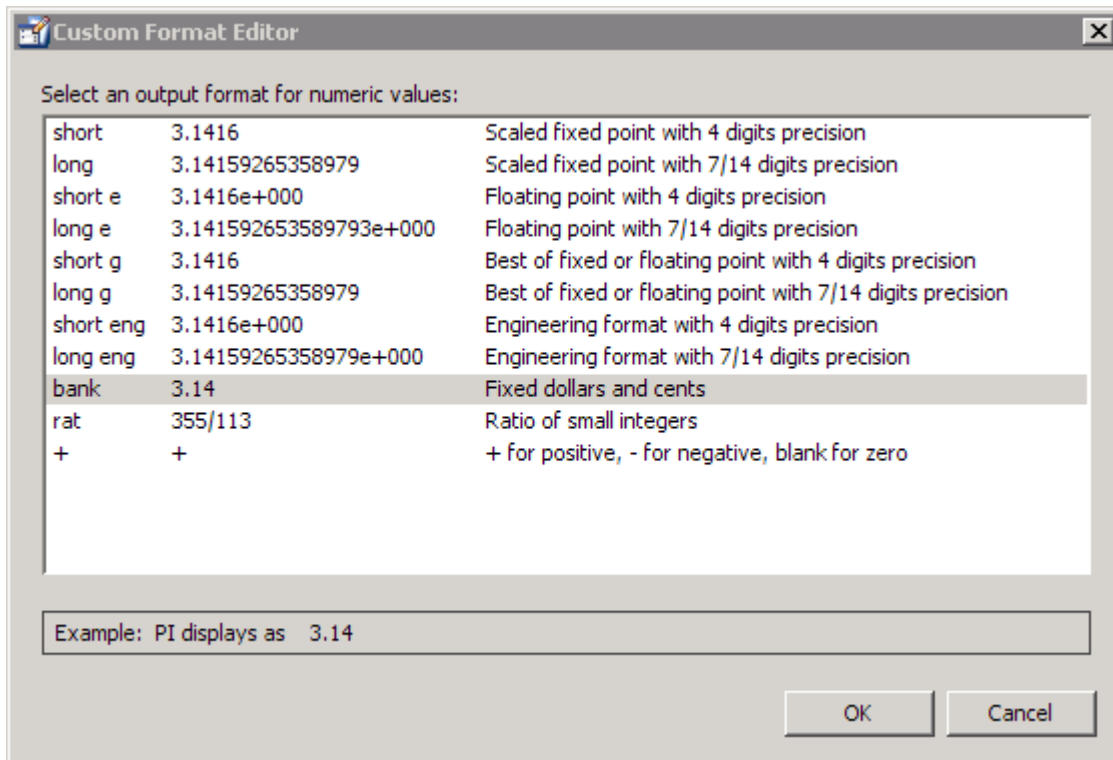 Custom Format Editor
Select an output format for numeric values:
short 3.1416 Scaled fixed point with 4 digits precision
long 3.14159265358979 Scaled fixed point with 7/14 digits precision
short e 3.1416e+000 Floating point with 4 digits precision
long e 3.141592653589793e+000 Floating point with 7/14 digits precision
short g 3.1416 Best of fixed or floating point with 4 digits precision
long g 3.14159265358979 Best of fixed or floating point with 7/14 digits precision
short eng 3.1416e+000 Engineering format with 4 digits precision
long eng 3.14159265358979e+000 Engineering format with 7/14 digits precision
bank 3.14 Fixed dollars and cents
rat 355/113 Ratio of small integers
+ + + for positive, - for negative, blank for zero
Example: PI displays as 3.14
OK Cancel